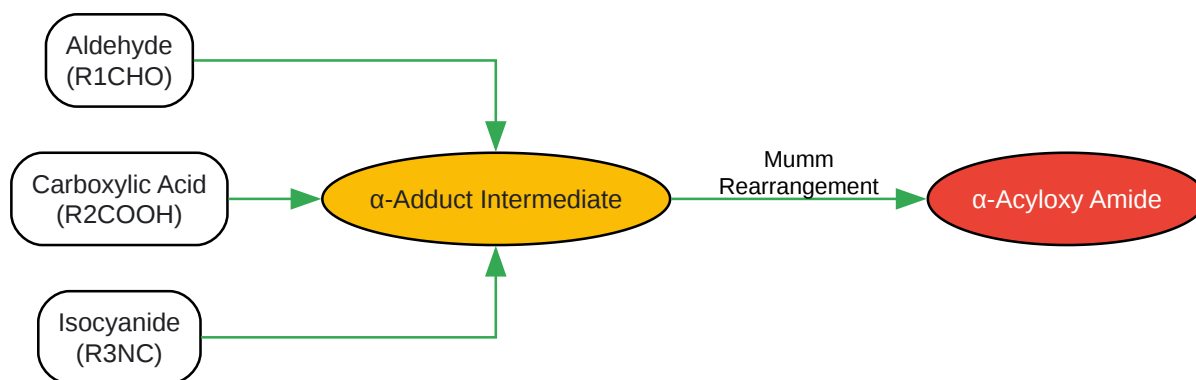 Aldehyde
(R1CHO)
Carboxylic Acid
(R2COOH)
Isocyanide
(R3NC)
α-Adduct Intermediate
Mumm
Rearrangement
α-Acyloxy Amide